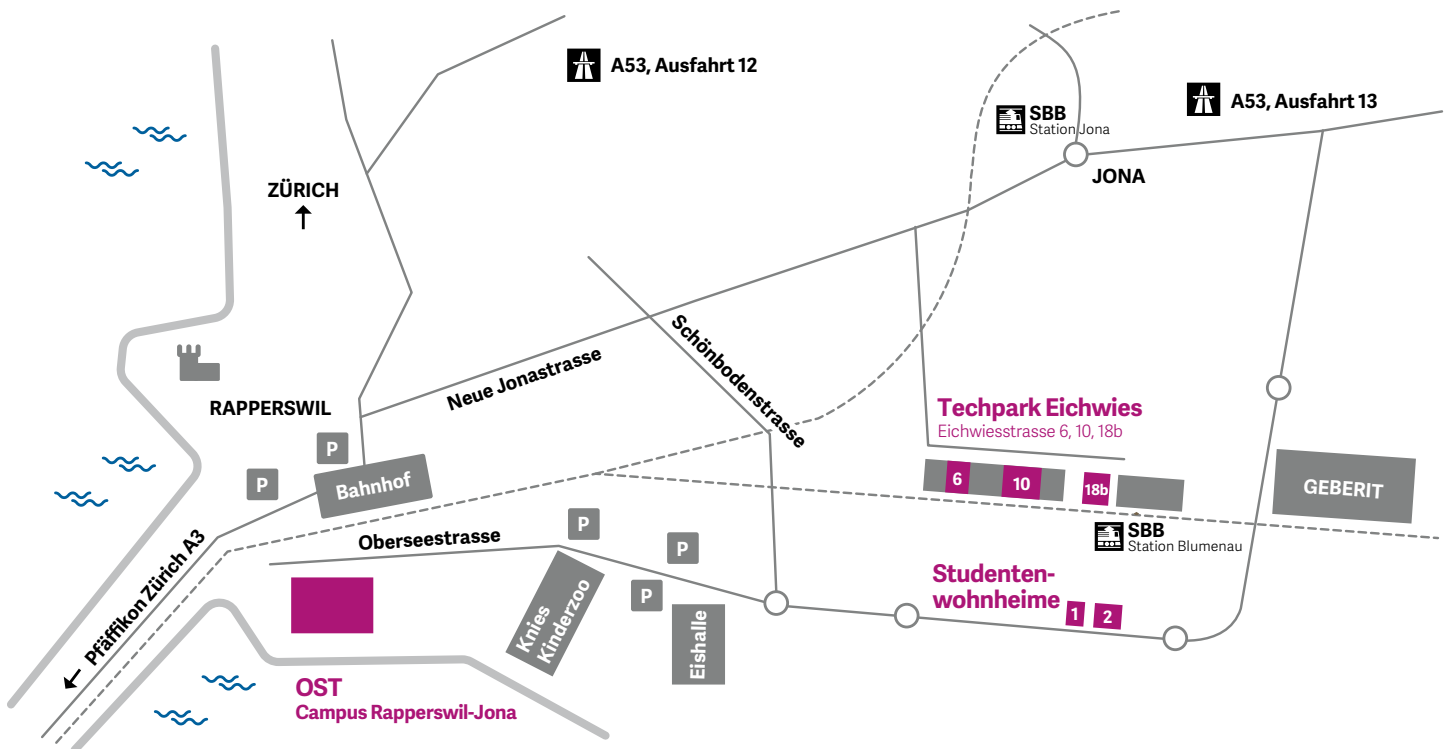 A53, Ausfahrt 12
A53, Ausfahrt 13
SBB
Station Jona
JONA
ZÜRICH
Schönbodenstrasse
Neue Jonastrasse
RAPPERSWIL
Techpark Eichwies
Eichwiesstrasse 6, 10, 18b
P
P
Bahnhof
6
10
18b
GEBERIT
SBB
Station Blumenau
P
P
P
Oberseestrasse
Pfäffikon Zürich A3
Knies
Kinderzoo
Eishalle
Studenten-
wohnheime
1
2
OST
Campus Rapperswil-Jona